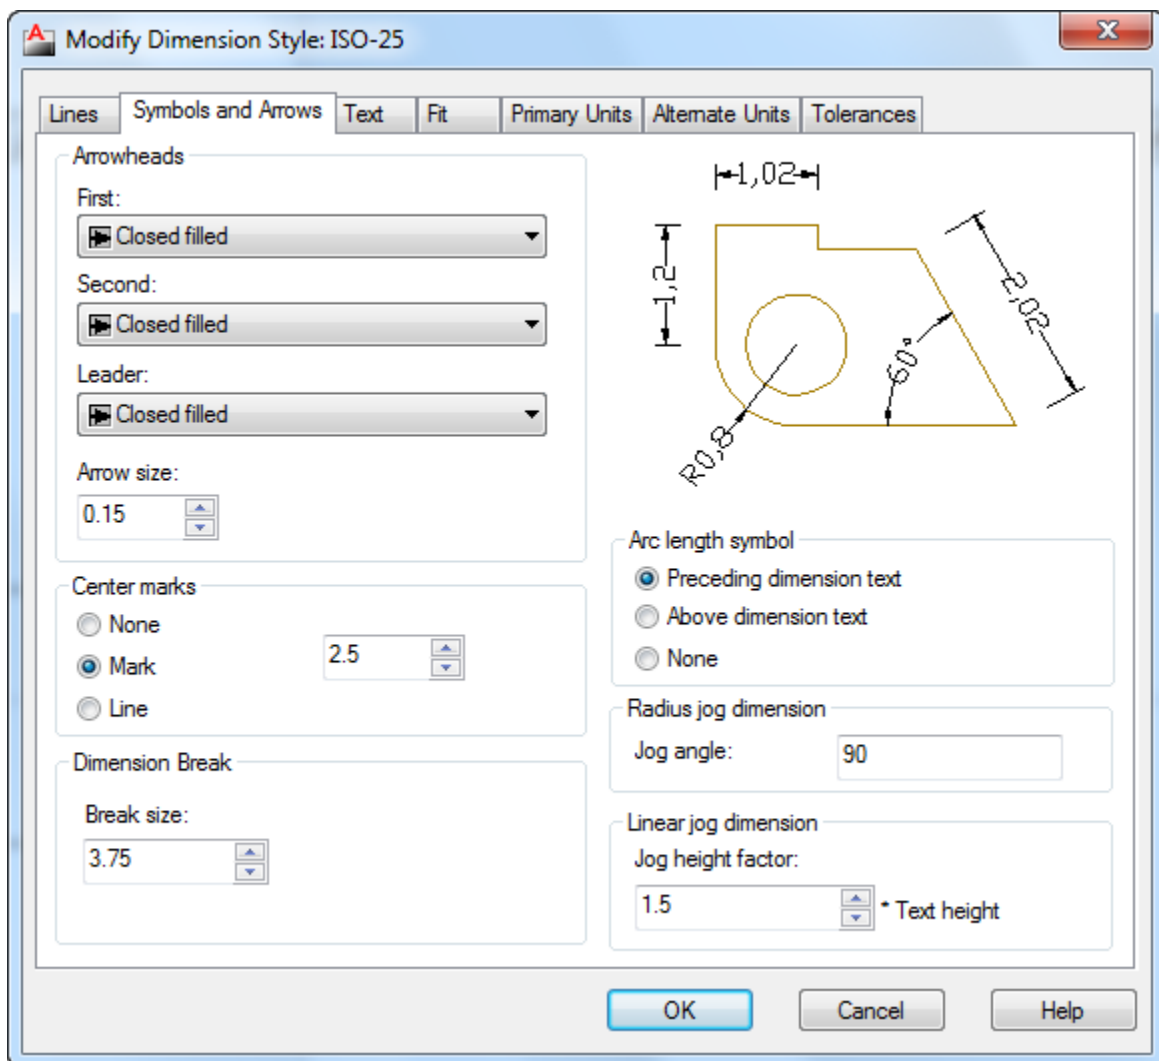 Modify Dimension Style: ISO-25
x
Lines Symbols and Arrows Text Fit Primary Units Alternate Units Tolerances
Arrowheads
First:
Closed filled
Second:
Closed filled
Leader:
Closed filled
Arrow size:
0.15
Center marks
None
Mark
2.5
Line
Dimension Break
Break size:
3.75
1,02
1,2
2,02
60°
R0,8
Arc length symbol
Preceding dimension text
Above dimension text
None
Radius jog dimension
Jog angle: 90
Linear jog dimension
Jog height factor:
1.5 * Text height
OK Cancel Help